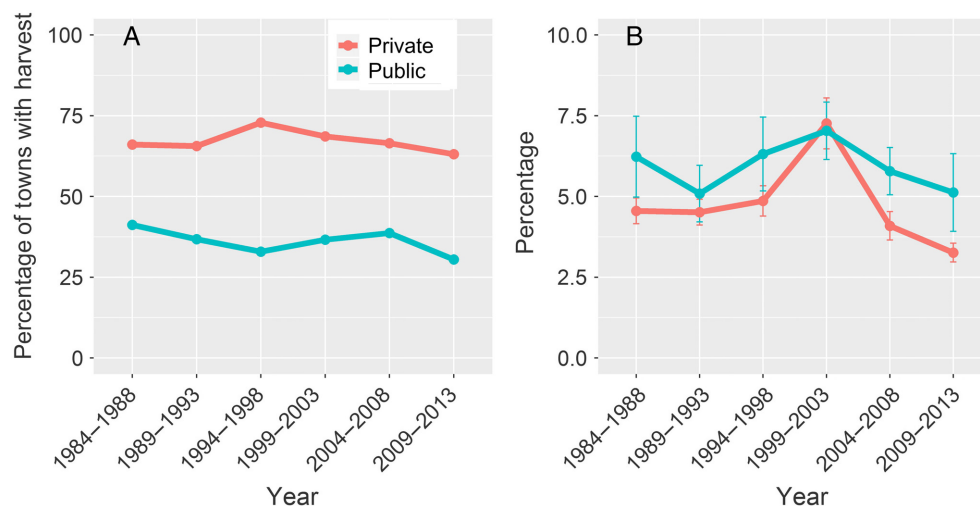 A
Private
Public
Percentage of towns with harvest
100
75
50
25
0
1984–1988
1989–1993
1994–1998
1999–2003
2004–2008
2009–2013
Year
B
Percentage
10.0
7.5
5.0
2.5
0.0
1984–1988
1989–1993
1994–1998
1999–2003
2004–2008
2009–2013
Year